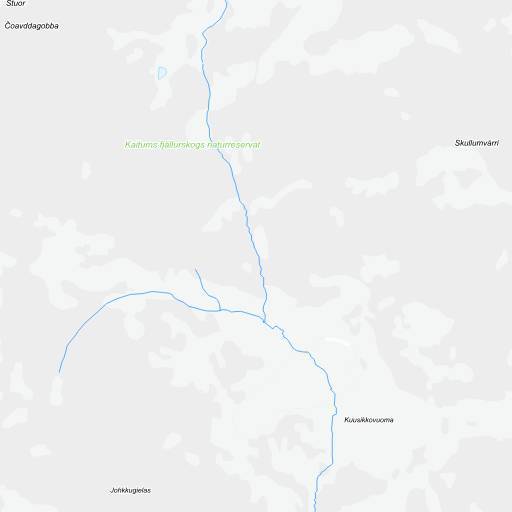 Stuor
Čoavddagobba
Kaitums fjällurskogs naturreservat
Skullumvárri
Kuusikkovuoma
Johkkugielas